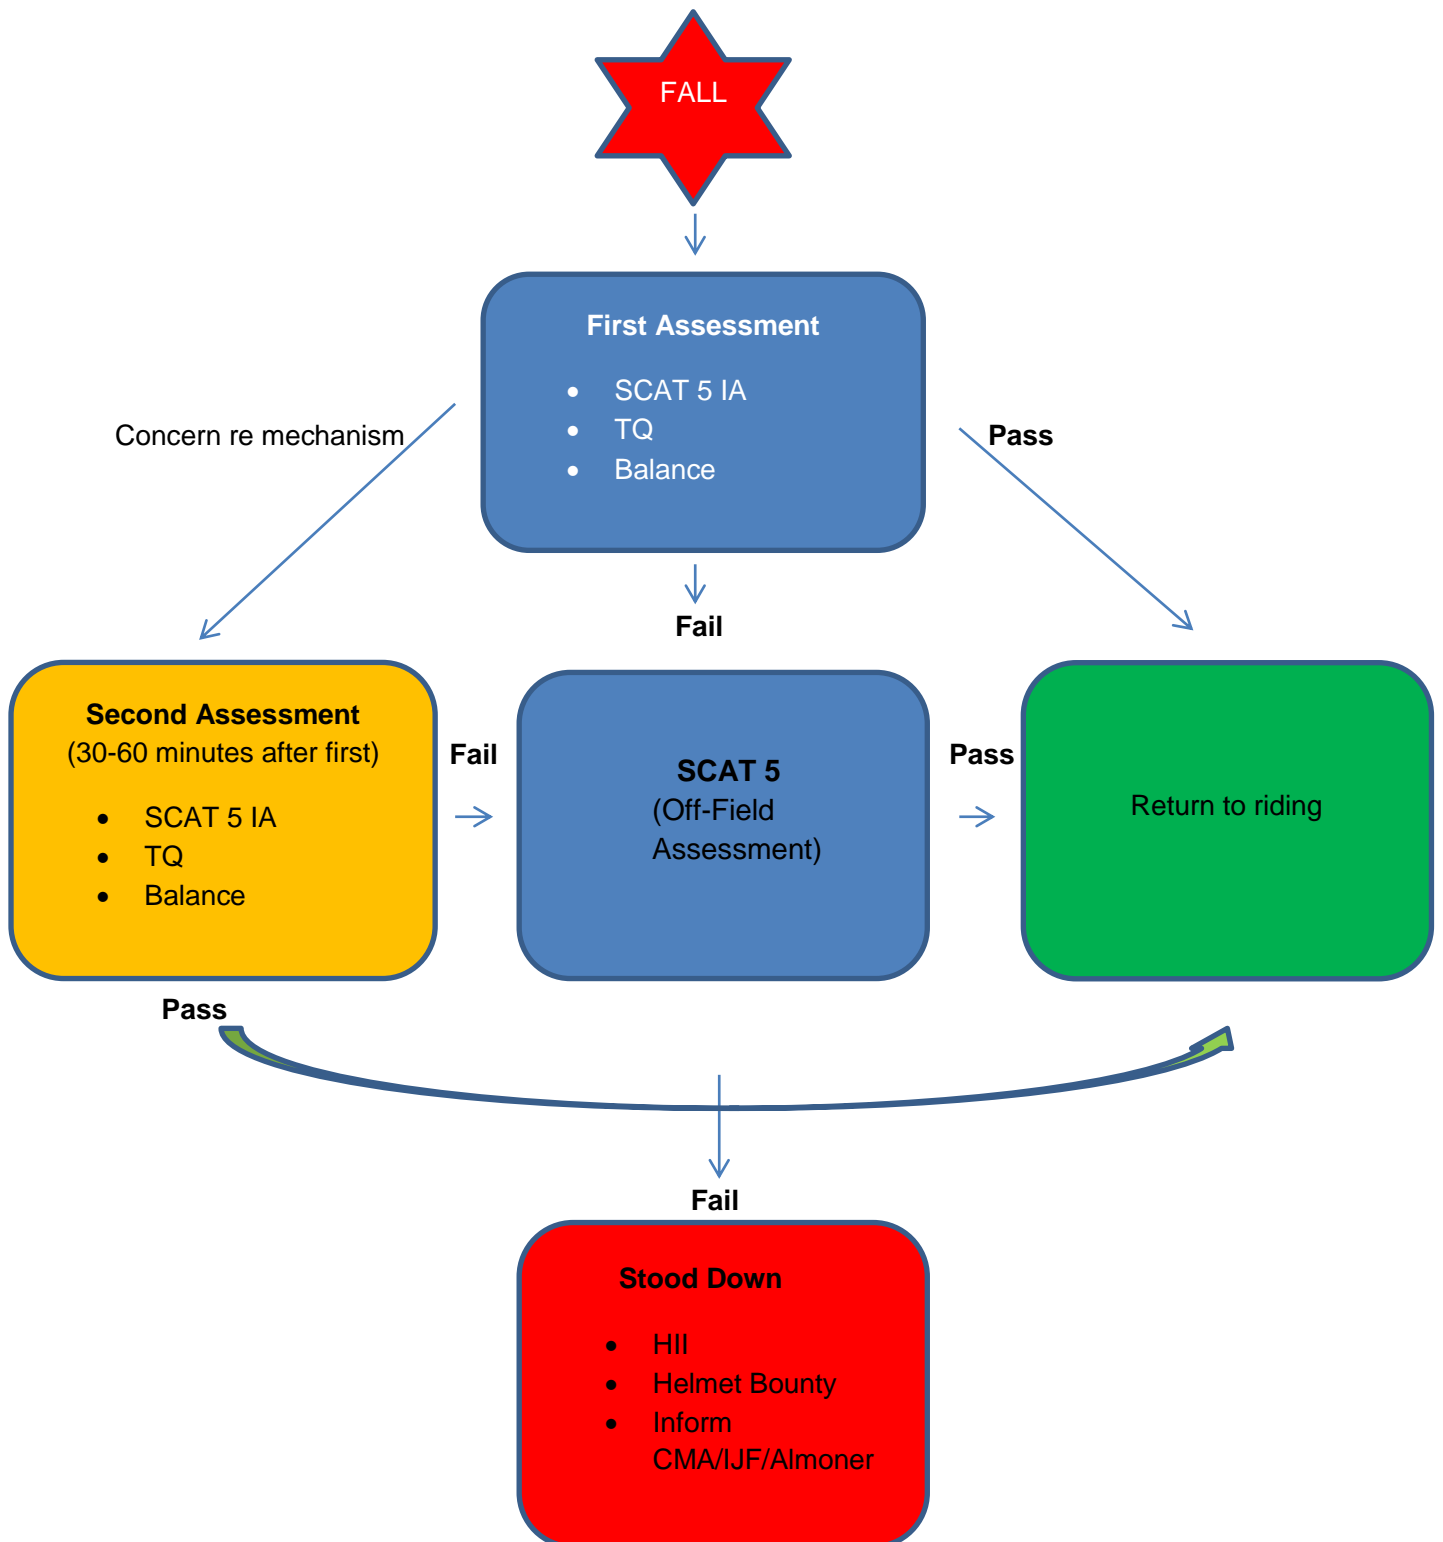 FALL
First Assessment
• SCAT 5 IA
• TQ
• Balance
Concern re mechanism
Pass
Fail
Second Assessment
(30-60 minutes after first)
• SCAT 5 IA
• TQ
• Balance
Fail
SCAT 5
(Off-Field
Assessment)
Pass
Return to riding
Pass
Fail
Stood Down
• HII
• Helmet Bounty
• Inform
CMA/IJF/Almoner